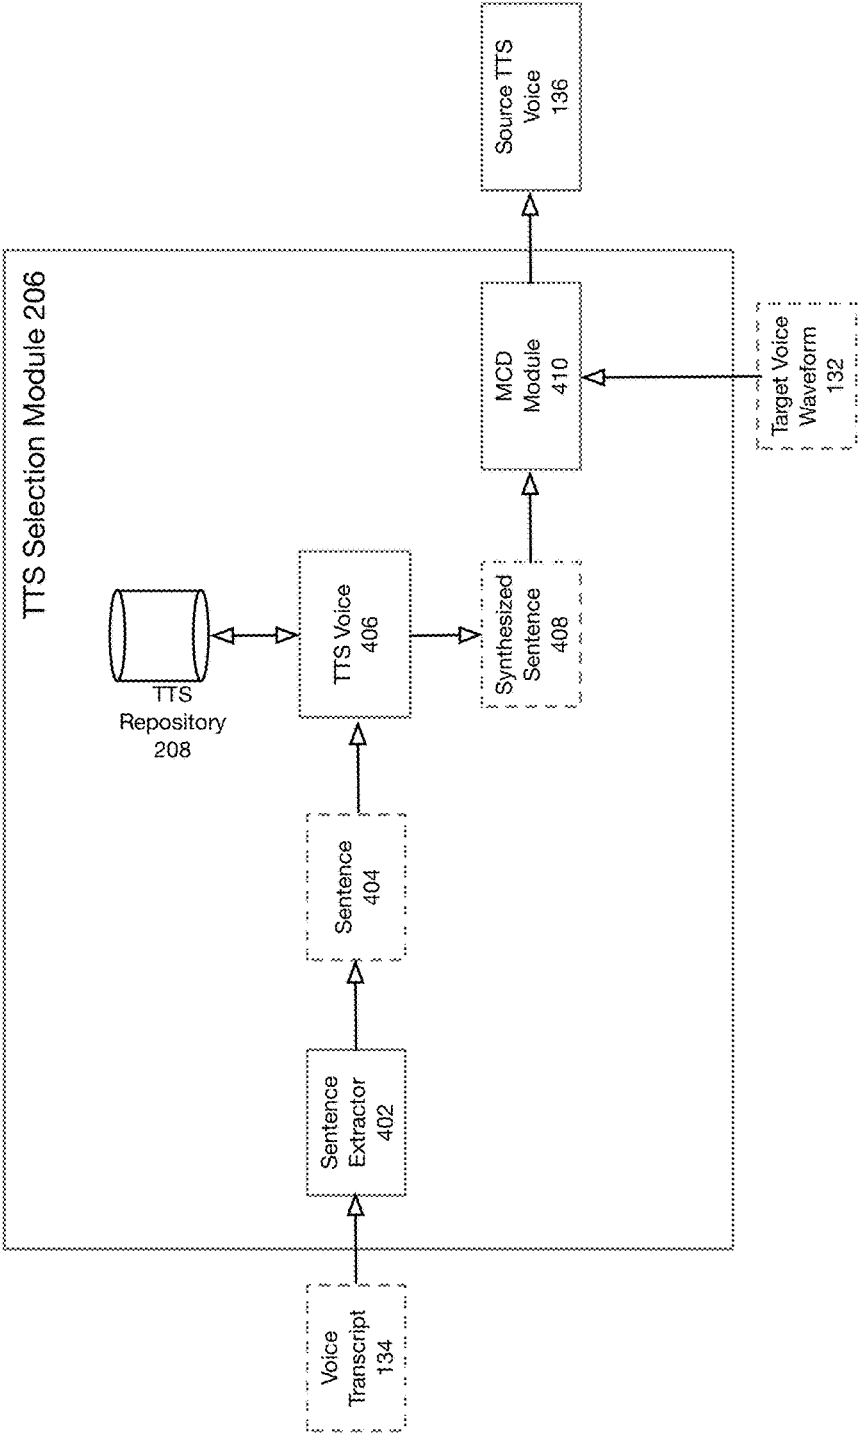 TTS Selection Module 206
TTS
Repository
208
Voice
Transcript
134
Sentence
Extractor
402
Sentence
404
TTS Voice
406
Synthesized
Sentence
408
MCD
Module
410
Source TTS
Voice
136
Target Voice
Waveform
132